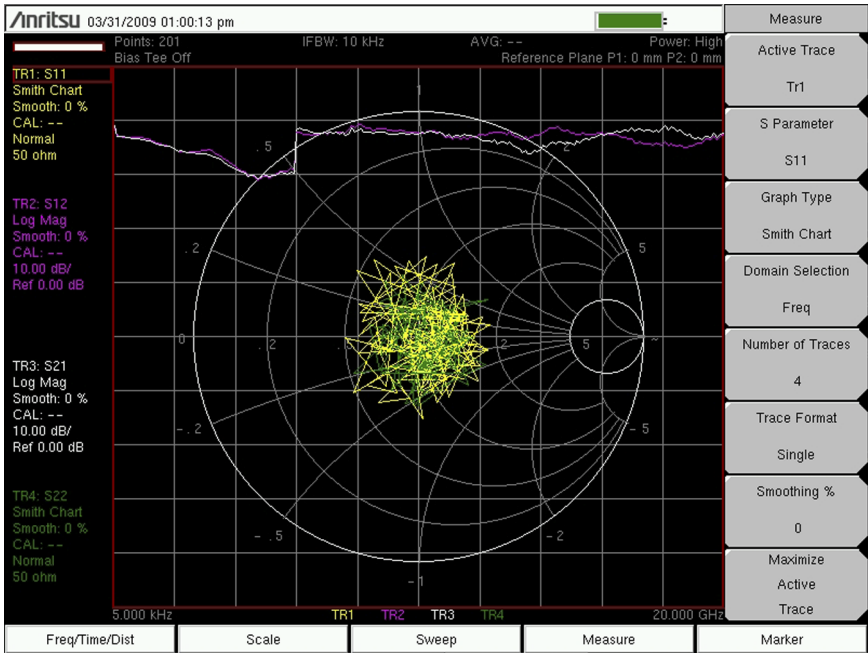 Anritsu 03/31/2009 01:00:13 pm
Measure
Points: 201 IFBW: 10 kHz AVG: -- Power: High
Bias Tee Off Reference Plane P1: 0 mm P2: 0 mm
TR1: S11
Smith Chart
Smooth: 0 %
CAL: --
Normal
50 ohm
TR2: S12
Log Mag
Smooth: 0 %
CAL: --
10.00 dB/
Ref 0.00 dB
TR3: S21
Log Mag
Smooth: 0 %
CAL: --
10.00 dB/
Ref 0.00 dB
TR4: S22
Smith Chart
Smooth: 0 %
CAL: --
Normal
50 ohm
1
.5 2
.2 5
0 .2 2 5 ~
-.2 -5
-.5 -2
-1
5.000 kHz TR1 TR2 TR3 TR4 20.000 GHz
Active Trace
Tr1
S Parameter
S11
Graph Type
Smith Chart
Domain Selection
Freq
Number of Traces
4
Trace Format
Single
Smoothing %
0
Maximize
Active
Trace
Freq/Time/Dist Scale Sweep Measure Marker